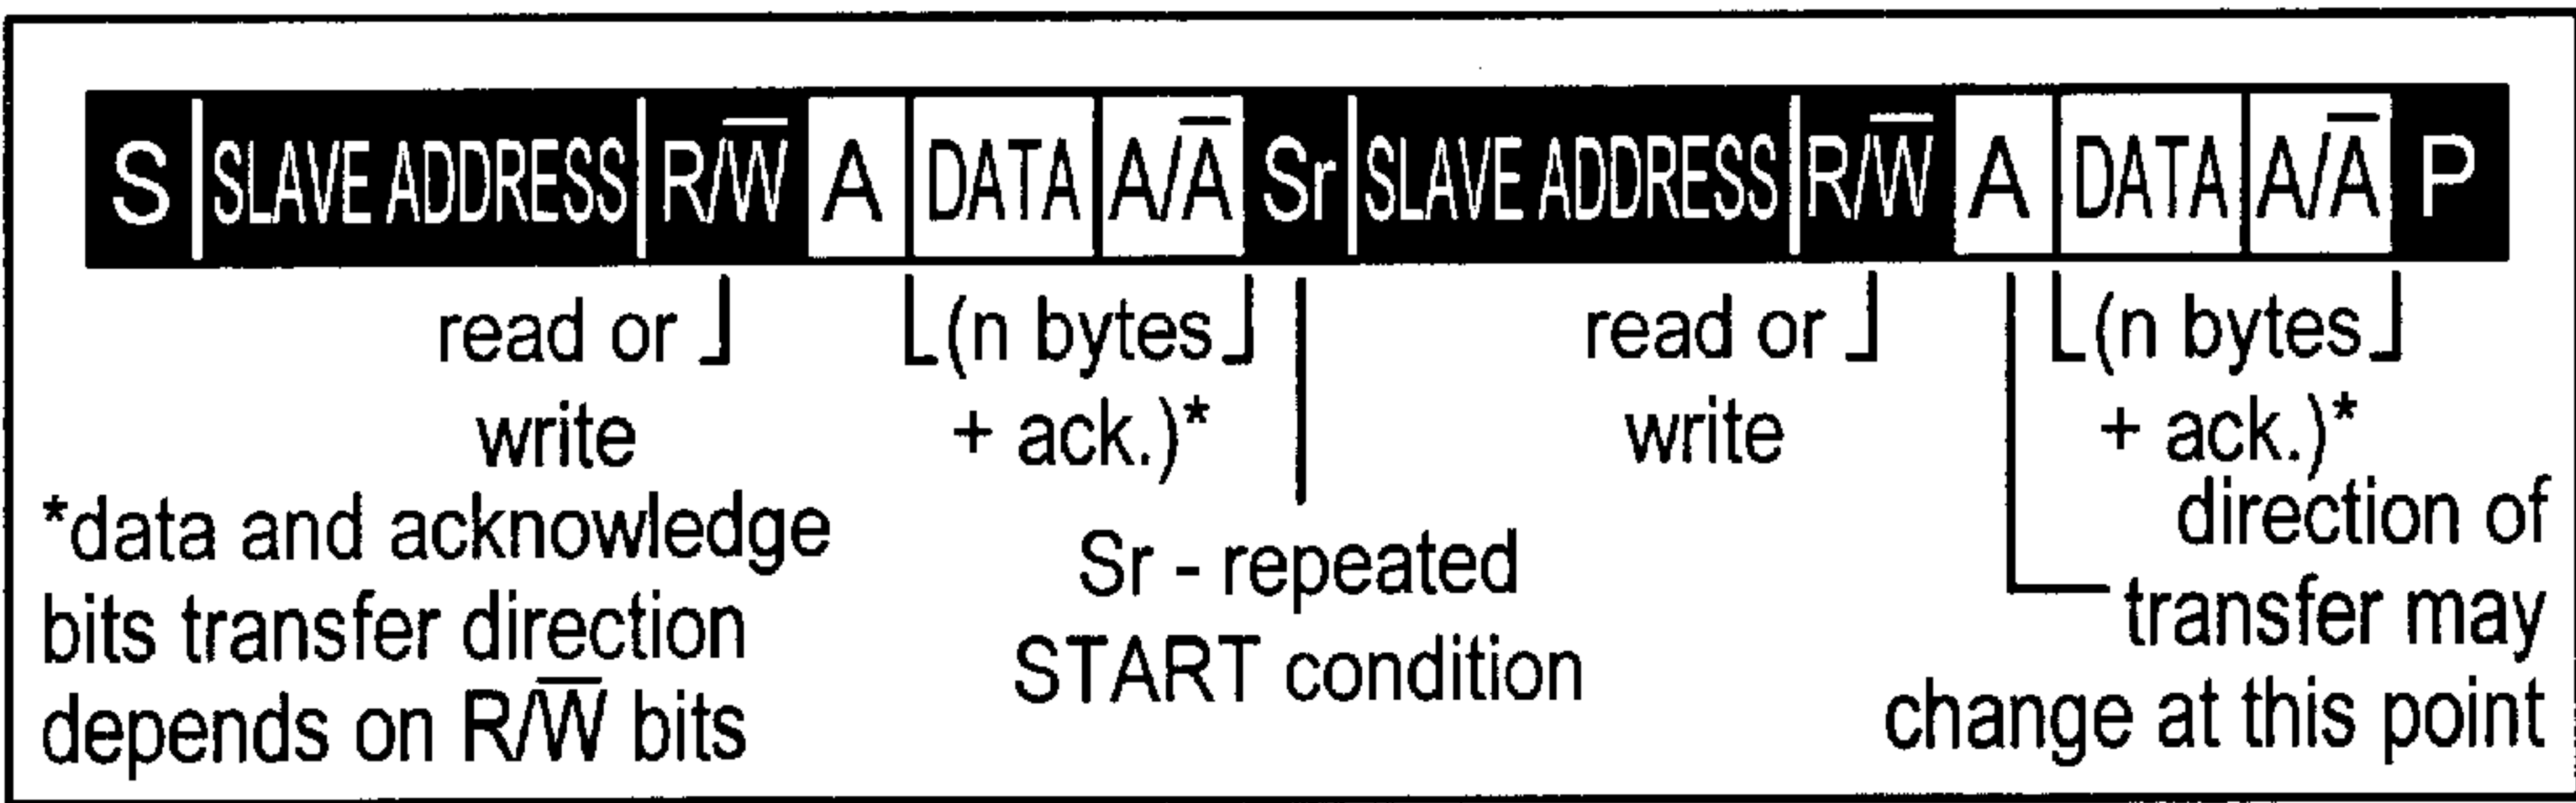 S SLAVE ADDRESS R/W̅ A DATA A/A̅ Sr SLAVE ADDRESS R/W̅ A DATA A/A̅ P
read or
write
(n bytes
+ ack.)*
read or
write
(n bytes
+ ack.)*
*data and acknowledge
bits transfer direction
depends on R/W̅ bits
Sr - repeated
START condition
direction of
transfer may
change at this point